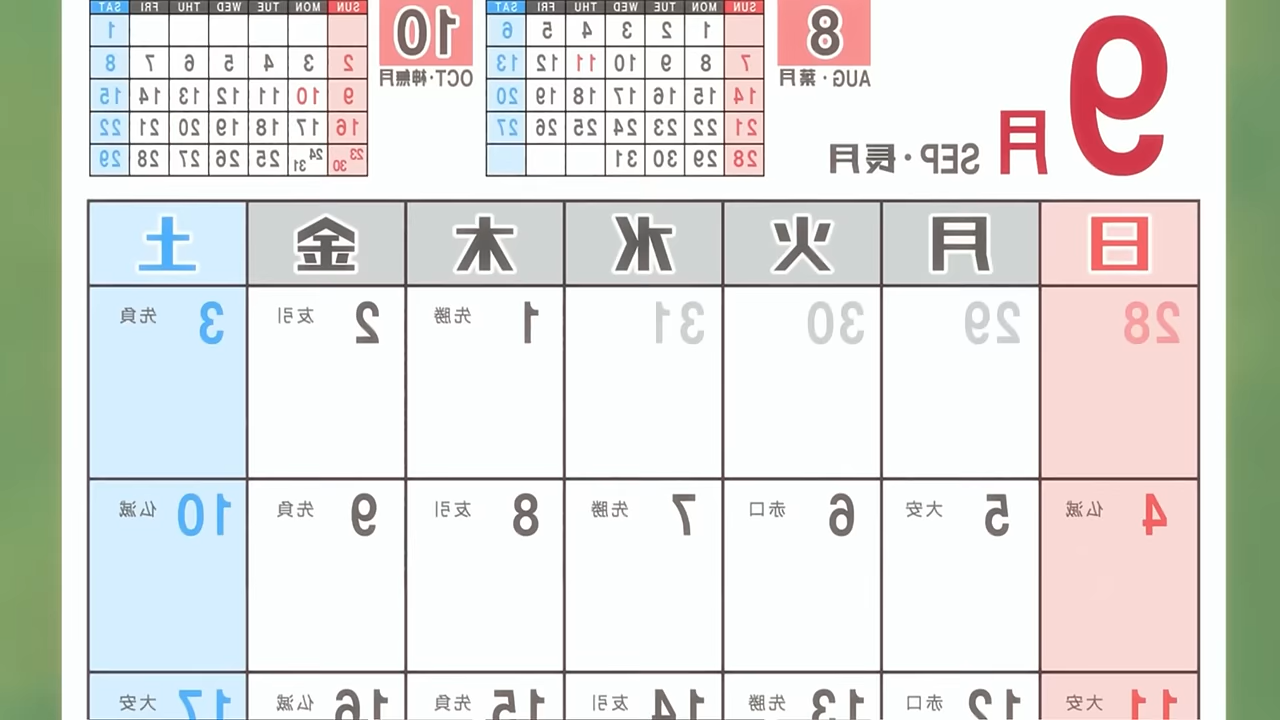 9月
SEP・長月
8
AUG・葉月
SUN MON TUE WED THU FRI SAT
1 2 3 4 5 6
7 8 9 10 11 12 13
14 15 16 17 18 19 20
21 22 23 24 25 26 27
28 29 30 31
10
OCT・神無月
SUN MON TUE WED THU FRI SAT
1
2 3 4 5 6 7 8
9 10 11 12 13 14 15
16 17 18 19 20 21 22
23 30 24 31 25 26 27 28 29
日 月 火 水 木 金 土
28 29 30 31 1 先勝 2 友引 3 先負
4 仏滅 5 大安 6 赤口 7 先勝 8 友引 9 先負 10 仏滅
11 大安 12 赤口 13 先勝 14 友引 15 先負 16 仏滅 17 大安